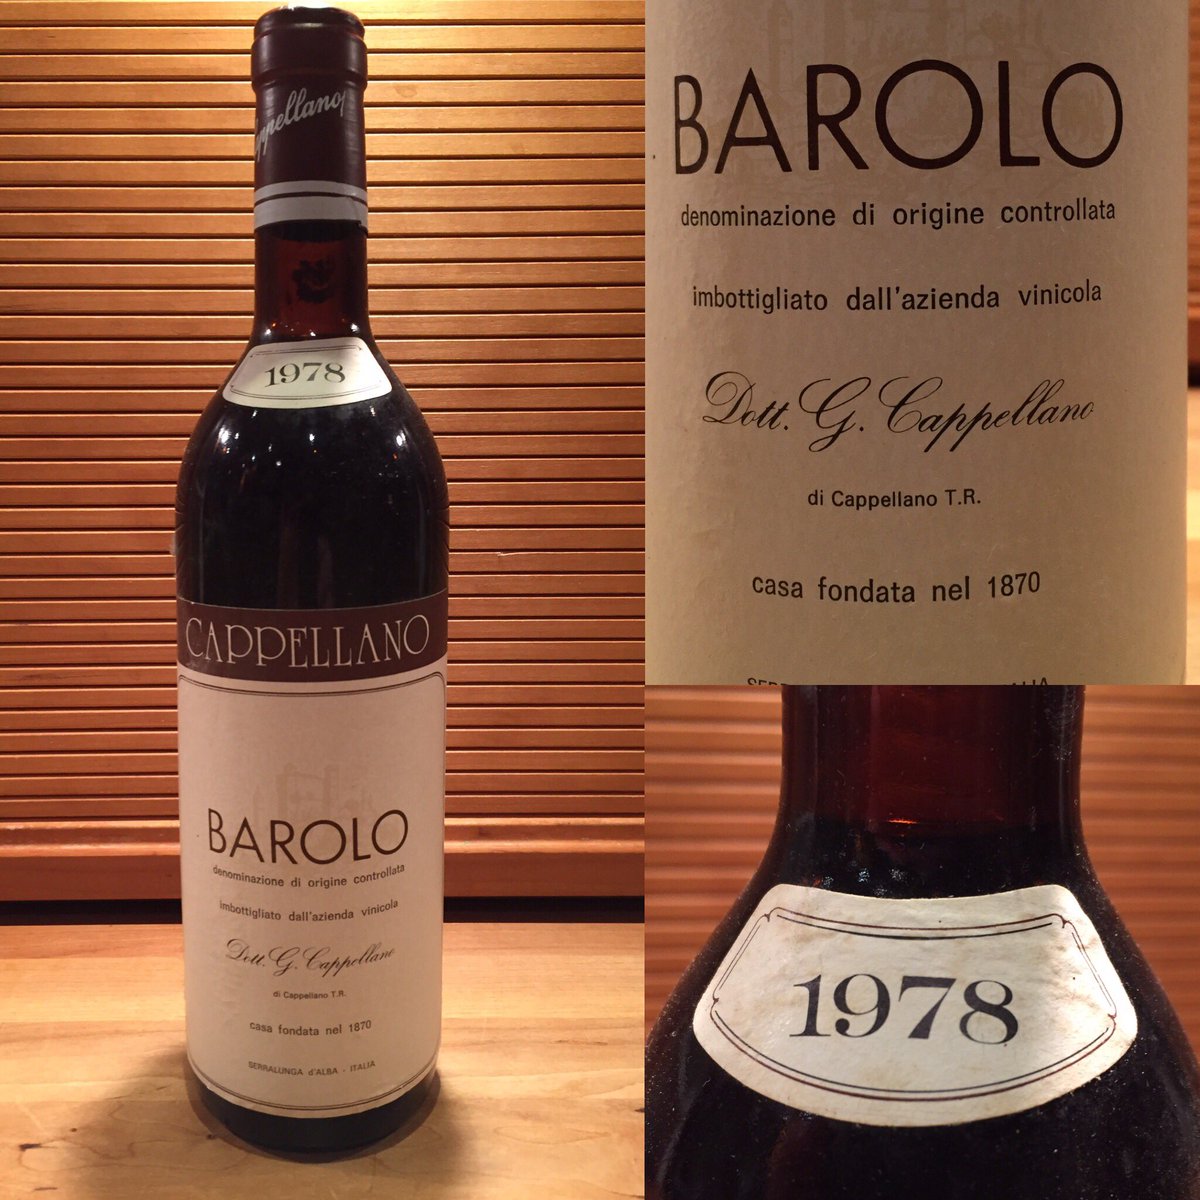 Cappellano
1978
CAPPELLANO
BAROLO
denominazione di origine controllata
imbottigliato dall'azienda vinicola
Dott. G. Cappellano
di Cappellano T.R.
casa fondata nel 1870
SERRALUNGA d'ALBA - ITALIA
BAROLO
denominazione di origine controllata
imbottigliato dall'azienda vinicola
Dott. G. Cappellano
di Cappellano T.R.
casa fondata nel 1870
1978